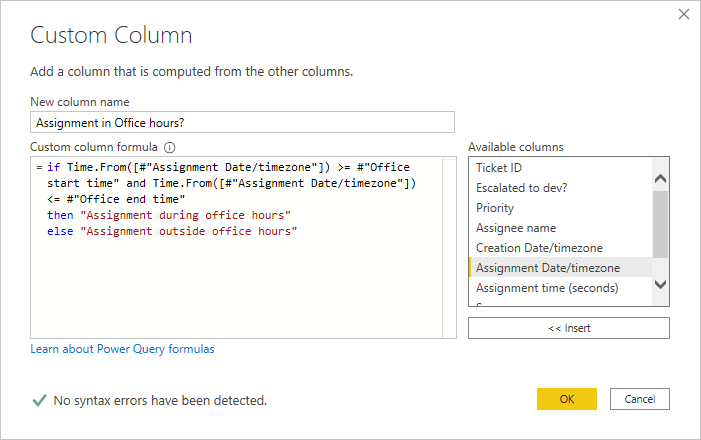 Custom Column
Add a column that is computed from the other columns.
New column name
Assignment in Office hours?
Custom column formula
Available columns
= if Time.From([#"Assignment Date/timezone"]) >= #"Office
start time" and Time.From([#"Assignment Date/timezone"])
<= #"Office end time"
then "Assignment during office hours"
else "Assignment outside office hours"
Ticket ID
Escalated to dev?
Priority
Assignee name
Creation Date/timezone
Assignment Date/timezone
Assignment time (seconds)
<< Insert
Learn about Power Query formulas
No syntax errors have been detected.
OK
Cancel